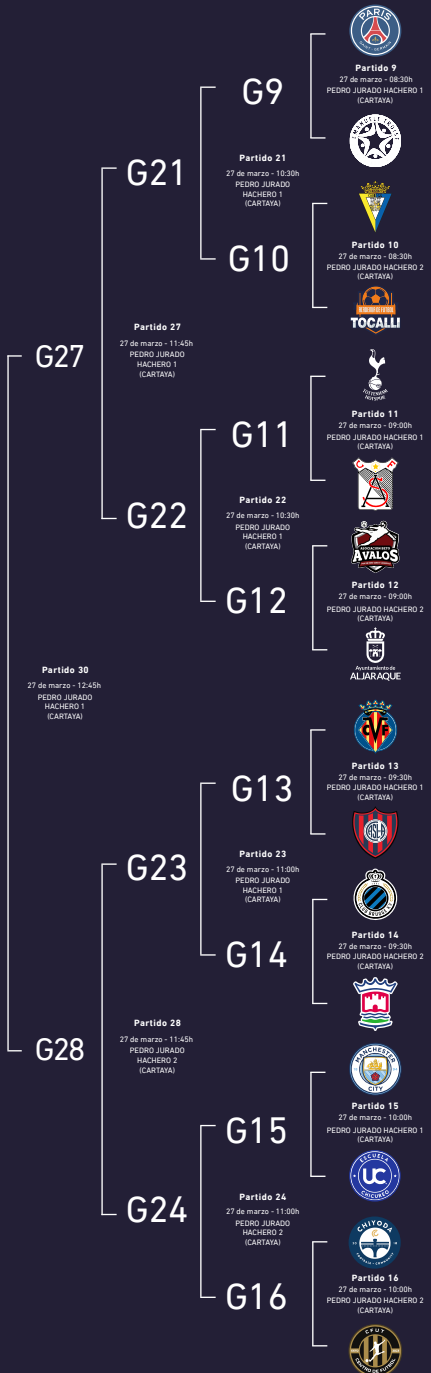 PARIS
SAINT-GERMAIN
G9
Partido 9
27 de marzo - 08:30h
PEDRO JURADO HACHERO 1
(CARTAYA)
G21
Partido 21
27 de marzo - 10:30h
PEDRO JURADO
HACHERO 1
(CARTAYA)
G10
Partido 10
27 de marzo - 08:30h
PEDRO JURADO HACHERO 2
(CARTAYA)
TOCALLI
G27
Partido 27
27 de marzo - 11:45h
PEDRO JURADO
HACHERO 1
(CARTAYA)
TOTTENHAM
HOTSPUR
G11
Partido 11
27 de marzo - 09:00h
PEDRO JURADO HACHERO 1
(CARTAYA)
G22
Partido 22
27 de marzo - 10:30h
PEDRO JURADO
HACHERO 1
(CARTAYA)
AVALOS
G12
Partido 12
27 de marzo - 09:00h
PEDRO JURADO HACHERO 2
(CARTAYA)
Ayuntamiento de
ALJARAQUE
Partido 30
27 de marzo - 12:45h
PEDRO JURADO
HACHERO 1
(CARTAYA)
G13
Partido 13
27 de marzo - 09:30h
PEDRO JURADO HACHERO 1
(CARTAYA)
G23
Partido 23
27 de marzo - 11:00h
PEDRO JURADO
HACHERO 1
(CARTAYA)
G14
Partido 14
27 de marzo - 09:30h
PEDRO JURADO HACHERO 2
(CARTAYA)
G28
Partido 28
27 de marzo - 11:45h
PEDRO JURADO
HACHERO 2
(CARTAYA)
MANCHESTER
CITY
G15
Partido 15
27 de marzo - 10:00h
PEDRO JURADO HACHERO 1
(CARTAYA)
ESCUELA
UC
CHICUREO
G24
Partido 24
27 de marzo - 11:00h
PEDRO JURADO
HACHERO 2
(CARTAYA)
CHIYODA
G16
Partido 16
27 de marzo - 10:00h
PEDRO JURADO HACHERO 2
(CARTAYA)
CFUT
CENTRO DE FUTBOL